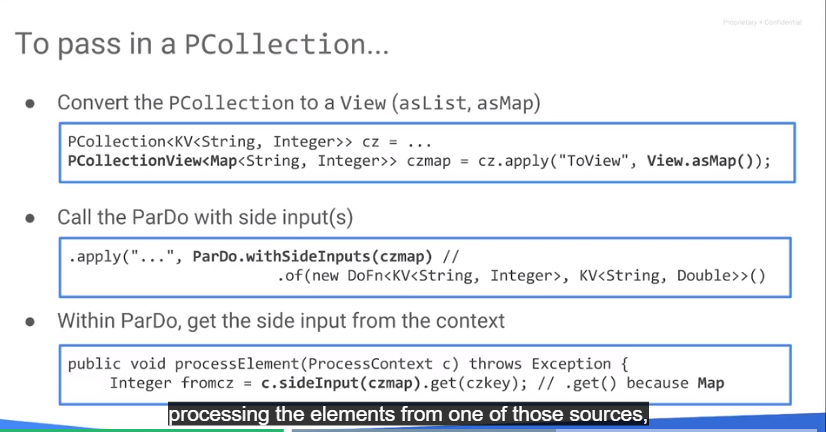 Proprietary + Confidential
To pass in a PCollection...
● Convert the PCollection to a View (asList, asMap)
PCollection<KV<String, Integer>> cz = ...
PCollectionView<Map<String, Integer>> czmap = cz.apply("ToView", View.asMap());
● Call the ParDo with side input(s)
.apply("...", ParDo.withSideInputs(czmap) //
.of(new DoFn<KV<String, Integer>, KV<String, Double>>()
● Within ParDo, get the side input from the context
public void processElement(ProcessContext c) throws Exception {
Integer fromcz = c.sideInput(czmap).get(czkey); // .get() because Map
processing the elements from one of those sources,